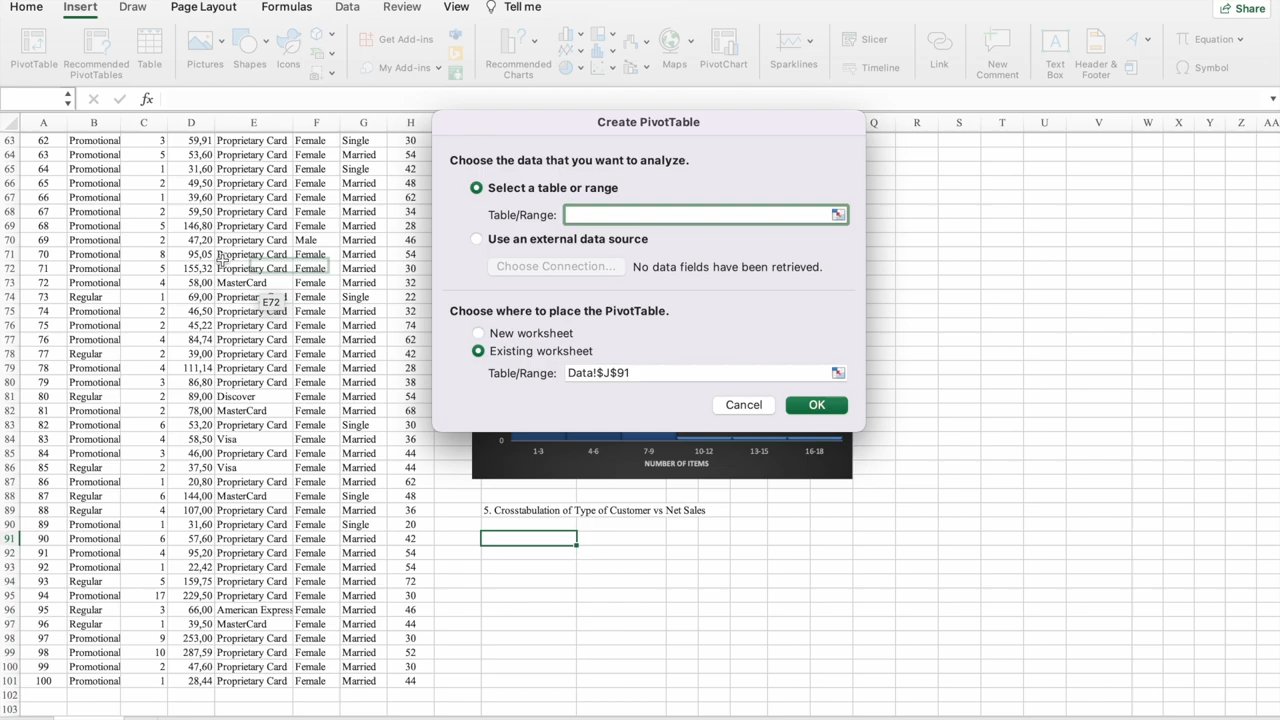 Home Insert Draw Page Layout Formulas Data Review View Tell me Share
PivotTable Recommended PivotTables Table Pictures Shapes Icons Get Add-ins My Add-ins Recommended Charts Maps PivotChart Sparklines Slicer Timeline Link New Comment Text Box Header & Footer Equation Symbol
fx
A B C D E F G H Q R S T U V W X Y Z AA
63 62 Promotional 3 59,91 Proprietary Card Female Single 30
64 63 Promotional 5 53,60 Proprietary Card Female Married 54
65 64 Promotional 1 31,60 Proprietary Card Female Single 42
66 65 Promotional 2 49,50 Proprietary Card Female Married 48
67 66 Promotional 1 39,60 Proprietary Card Female Married 62
68 67 Promotional 2 59,50 Proprietary Card Female Married 34
69 68 Promotional 5 146,80 Proprietary Card Female Married 28
70 69 Promotional 2 47,20 Proprietary Card Male Married 46
71 70 Promotional 8 95,05 Proprietary Card Female Married 54
72 71 Promotional 5 155,32 Proprietary Card Female Married 30
73 72 Promotional 4 58,00 MasterCard Female Married 32
74 73 Regular 1 69,00 Female Single 22
E72
75 74 Promotional 2 46,50 Proprietary Card Female Married 32
76 75 Promotional 2 45,22 Proprietary Card Female Married 74
77 76 Promotional 4 84,74 Proprietary Card Female Married 62
78 77 Regular 2 39,00 Proprietary Card Female Married 42
79 78 Promotional 4 111,14 Proprietary Card Female Married 28
80 79 Promotional 3 86,80 Proprietary Card Female Married 38
81 80 Regular 2 89,00 Discover Female Married 54
82 81 Promotional 2 78,00 MasterCard Female Married 68
83 82 Promotional 6 53,20 Proprietary Card Female Single 30
84 83 Promotional 4 58,50 Visa Female Married 36
85 84 Promotional 3 46,00 Proprietary Card Female Married 44
86 85 Regular 2 37,50 Visa Female Married 44
87 86 Promotional 1 20,80 Proprietary Card Female Married 62
88 87 Regular 6 144,00 MasterCard Female Single 48
89 88 Regular 4 107,00 Proprietary Card Female Married 36
90 89 Promotional 1 31,60 Proprietary Card Female Single 20
91 90 Promotional 6 57,60 Proprietary Card Female Married 42
92 91 Promotional 4 95,20 Proprietary Card Female Married 54
93 92 Promotional 1 22,42 Proprietary Card Female Married 54
94 93 Regular 5 159,75 Proprietary Card Female Married 72
95 94 Promotional 17 229,50 Proprietary Card Female Married 30
96 95 Regular 3 66,00 American Express Female Married 46
97 96 Regular 1 39,50 MasterCard Female Married 44
98 97 Promotional 9 253,00 Proprietary Card Female Married 30
99 98 Promotional 10 287,59 Proprietary Card Female Married 52
100 99 Promotional 2 47,60 Proprietary Card Female Married 30
101 100 Promotional 1 28,44 Proprietary Card Female Married 44
102
103
Create PivotTable
Choose the data that you want to analyze.
Select a table or range
Table/Range:
Use an external data source
Choose Connection... No data fields have been retrieved.
Choose where to place the PivotTable.
New worksheet
Existing worksheet
Table/Range: Data!$J$91
Cancel OK
0
1-3 4-6 7-9 10-12 13-15 16-18
NUMBER OF ITEMS
5. Crosstabulation of Type of Customer vs Net Sales